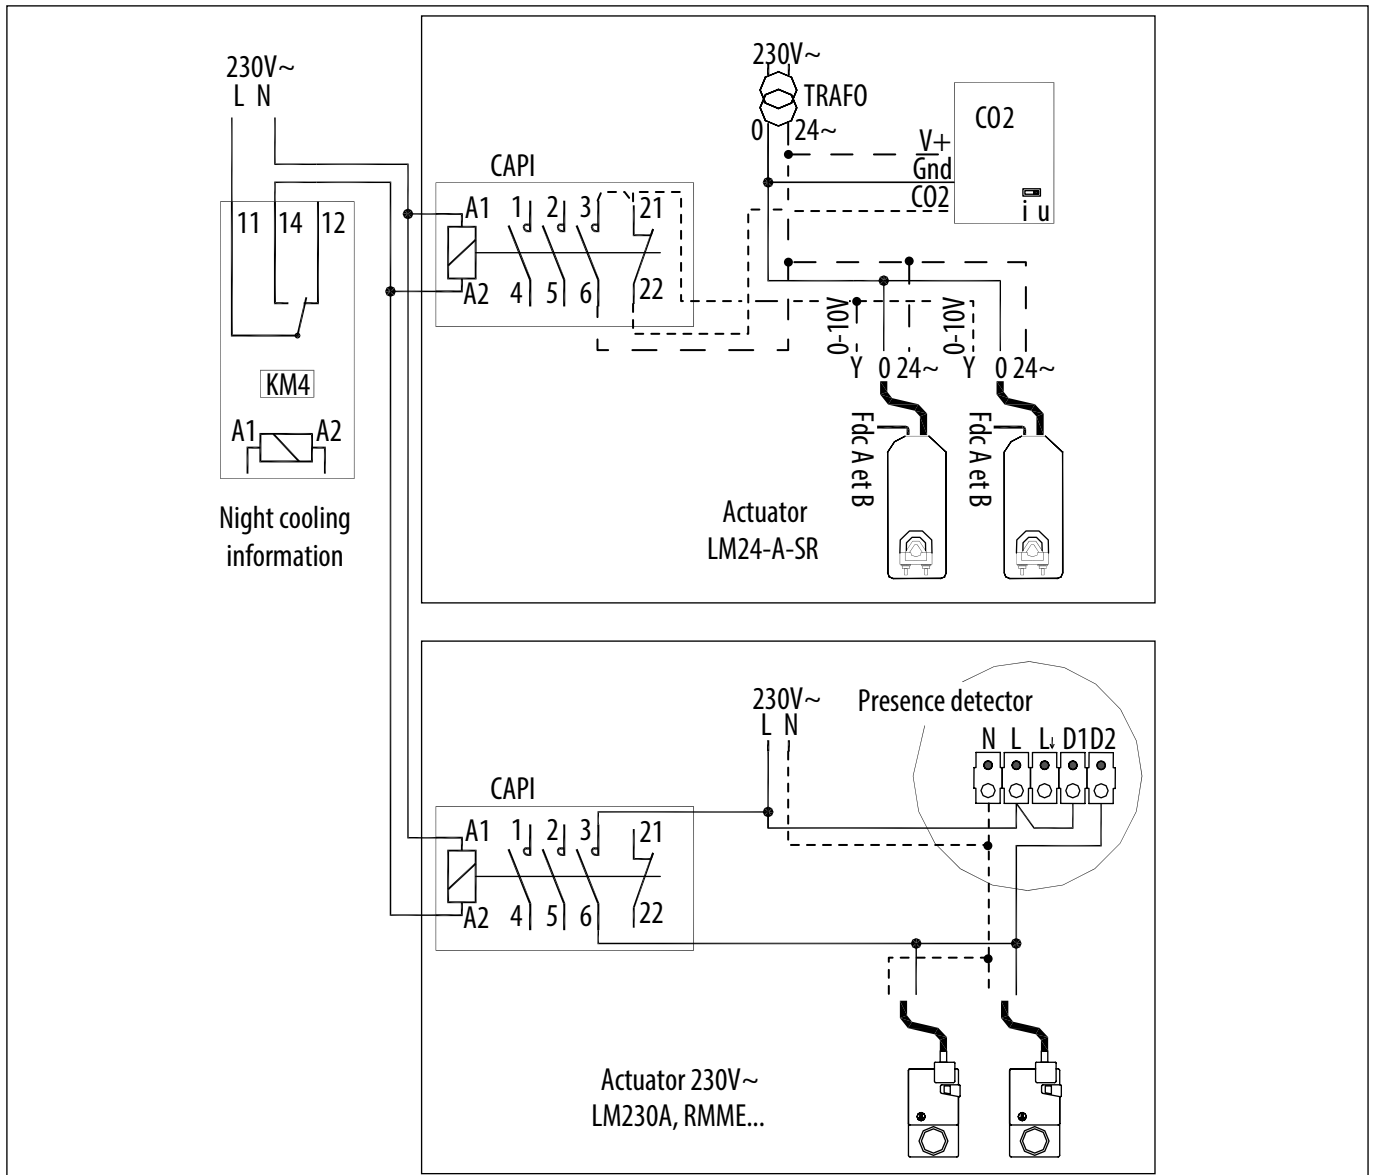 230V~
L N
11 14 12
KM4
A1 A2
Night cooling
information
230V~
TRAFO
0 24~
CO2
V+
Gnd
CO2
i u
CAPI
A1 1 2 3 21
A2 4 5 6 22
0-10V 0-10V
Y 0 24~ Y 0 24~
Fdc A et B Fdc A et B
Actuator
LM24-A-SR
230V~
L N
Presence detector
N L L↓ D1 D2
CAPI
A1 1 2 3 21
A2 4 5 6 22
Actuator 230V~
LM230A, RMME...